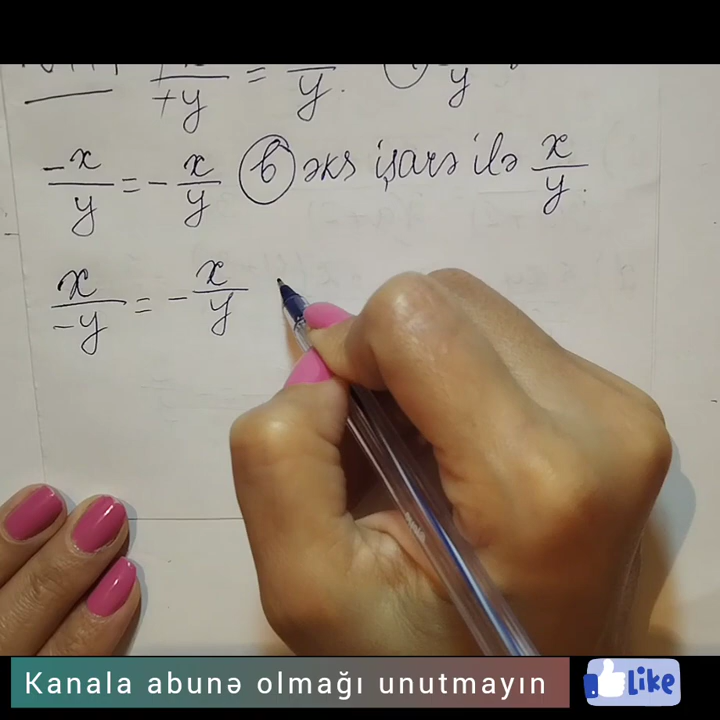 +y = y.  y
-x/y = - x/y (b) əks işarə ilə x/y.
x/-y = - x/y
Kanala abunə olmağı unutmayın
Like